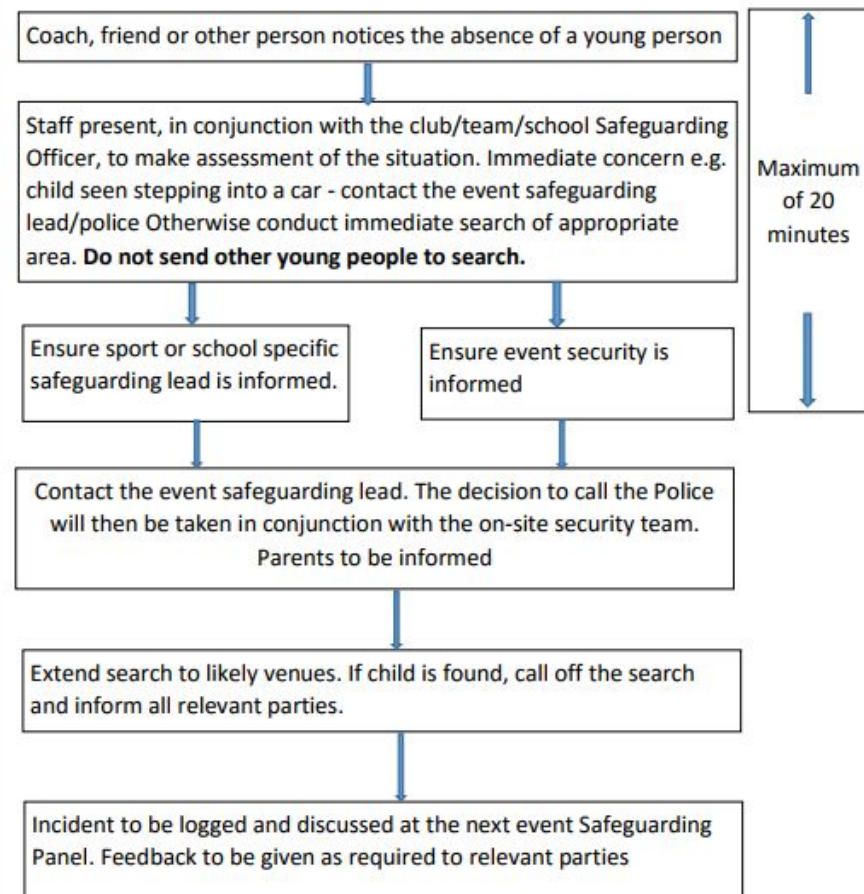 Coach, friend or other person notices the absence of a young person
Staff present, in conjunction with the club/team/school Safeguarding
Officer, to make assessment of the situation. Immediate concern e.g.
child seen stepping into a car - contact the event safeguarding
lead/police Otherwise conduct immediate search of appropriate
area. Do not send other young people to search.
Maximum
of 20
minutes
Ensure sport or school specific
safeguarding lead is informed.
Ensure event security is
informed
Contact the event safeguarding lead. The decision to call the Police
will then be taken in conjunction with the on-site security team.
Parents to be informed
Extend search to likely venues. If child is found, call off the search
and inform all relevant parties.
Incident to be logged and discussed at the next event Safeguarding
Panel. Feedback to be given as required to relevant parties